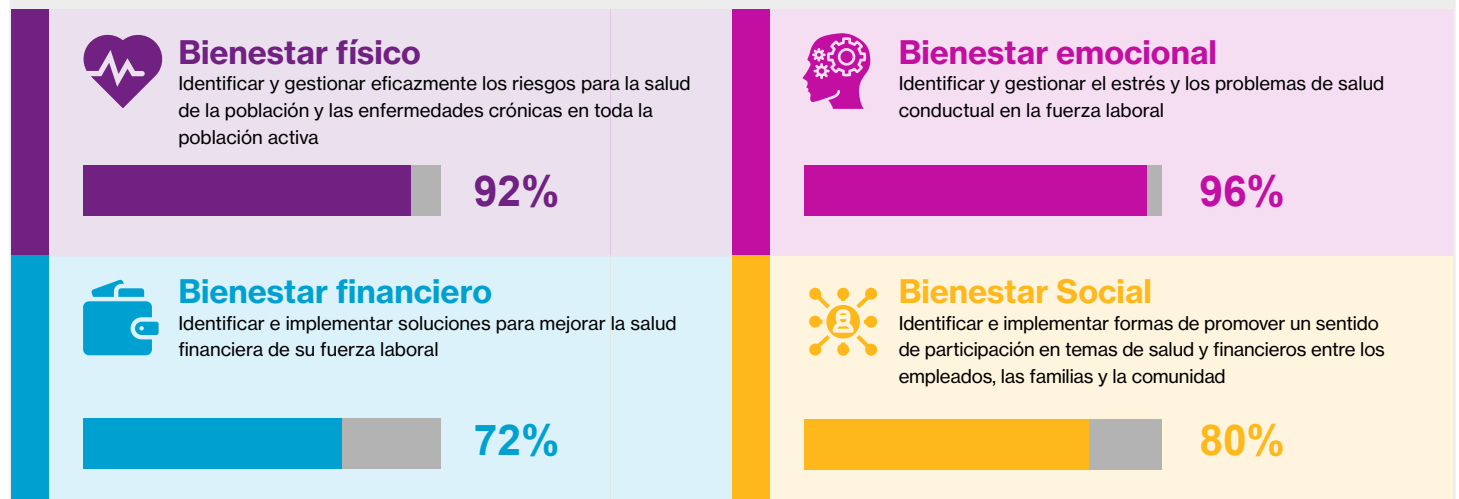 Bienestar físico
Identificar y gestionar eficazmente los riesgos para la salud
de la población y las enfermedades crónicas en toda la
población activa
92%
Bienestar emocional
Identificar y gestionar el estrés y los problemas de salud
conductual en la fuerza laboral
96%
Bienestar financiero
Identificar e implementar soluciones para mejorar la salud
financiera de su fuerza laboral
72%
Bienestar Social
Identificar e implementar formas de promover un sentido
de participación en temas de salud y financieros entre los
empleados, las familias y la comunidad
80%